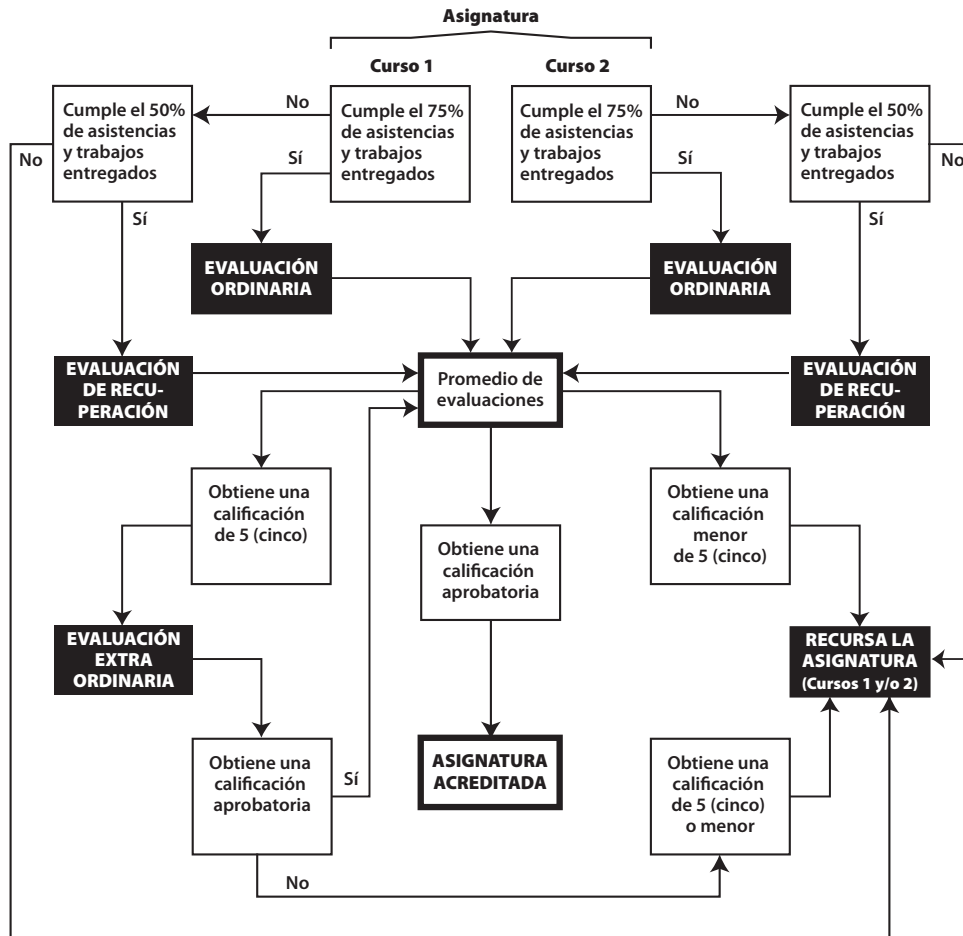 Asignatura
Curso 1
Curso 2
Cumple el 50%
de asistencias
y trabajos
entregados
No
Cumple el 75%
de asistencias
y trabajos
entregados
Cumple el 75%
de asistencias
y trabajos
entregados
No
Cumple el 50%
de asistencias
y trabajos
entregados
No
Sí
Sí
No
Sí
Sí
EVALUACIÓN
ORDINARIA
EVALUACIÓN
ORDINARIA
EVALUACIÓN
DE RECU-
PERACIÓN
Promedio de
evaluaciones
EVALUACIÓN
DE RECU-
PERACIÓN
Obtiene una
calificación
de 5 (cinco)
Obtiene una
calificación
aprobatoria
Obtiene una
calificación
menor
de 5 (cinco)
EVALUACIÓN
EXTRA
ORDINARIA
RECURSA LA
ASIGNATURA
(Cursos 1 y/o 2)
Obtiene una
calificación
aprobatoria
Sí
ASIGNATURA
ACREDITADA
Obtiene una
calificación
de 5 (cinco)
o menor
No